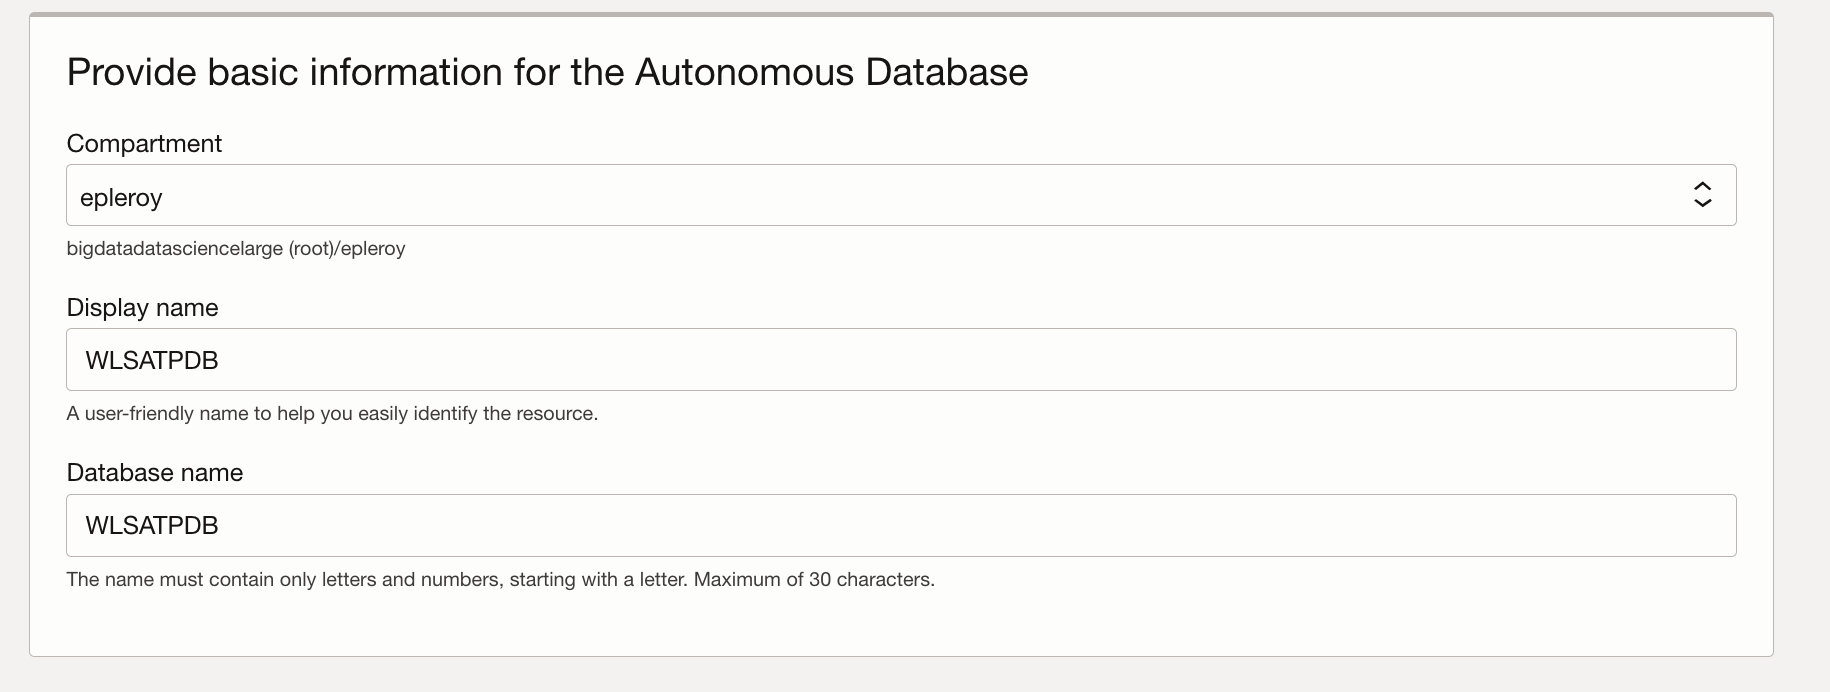 Provide basic information for the Autonomous Database
Compartment
epleroy
bigdatadatasciencelarge (root)/epleroy
Display name
WLSATPDB
A user-friendly name to help you easily identify the resource.
Database name
WLSATPDB
The name must contain only letters and numbers, starting with a letter. Maximum of 30 characters.